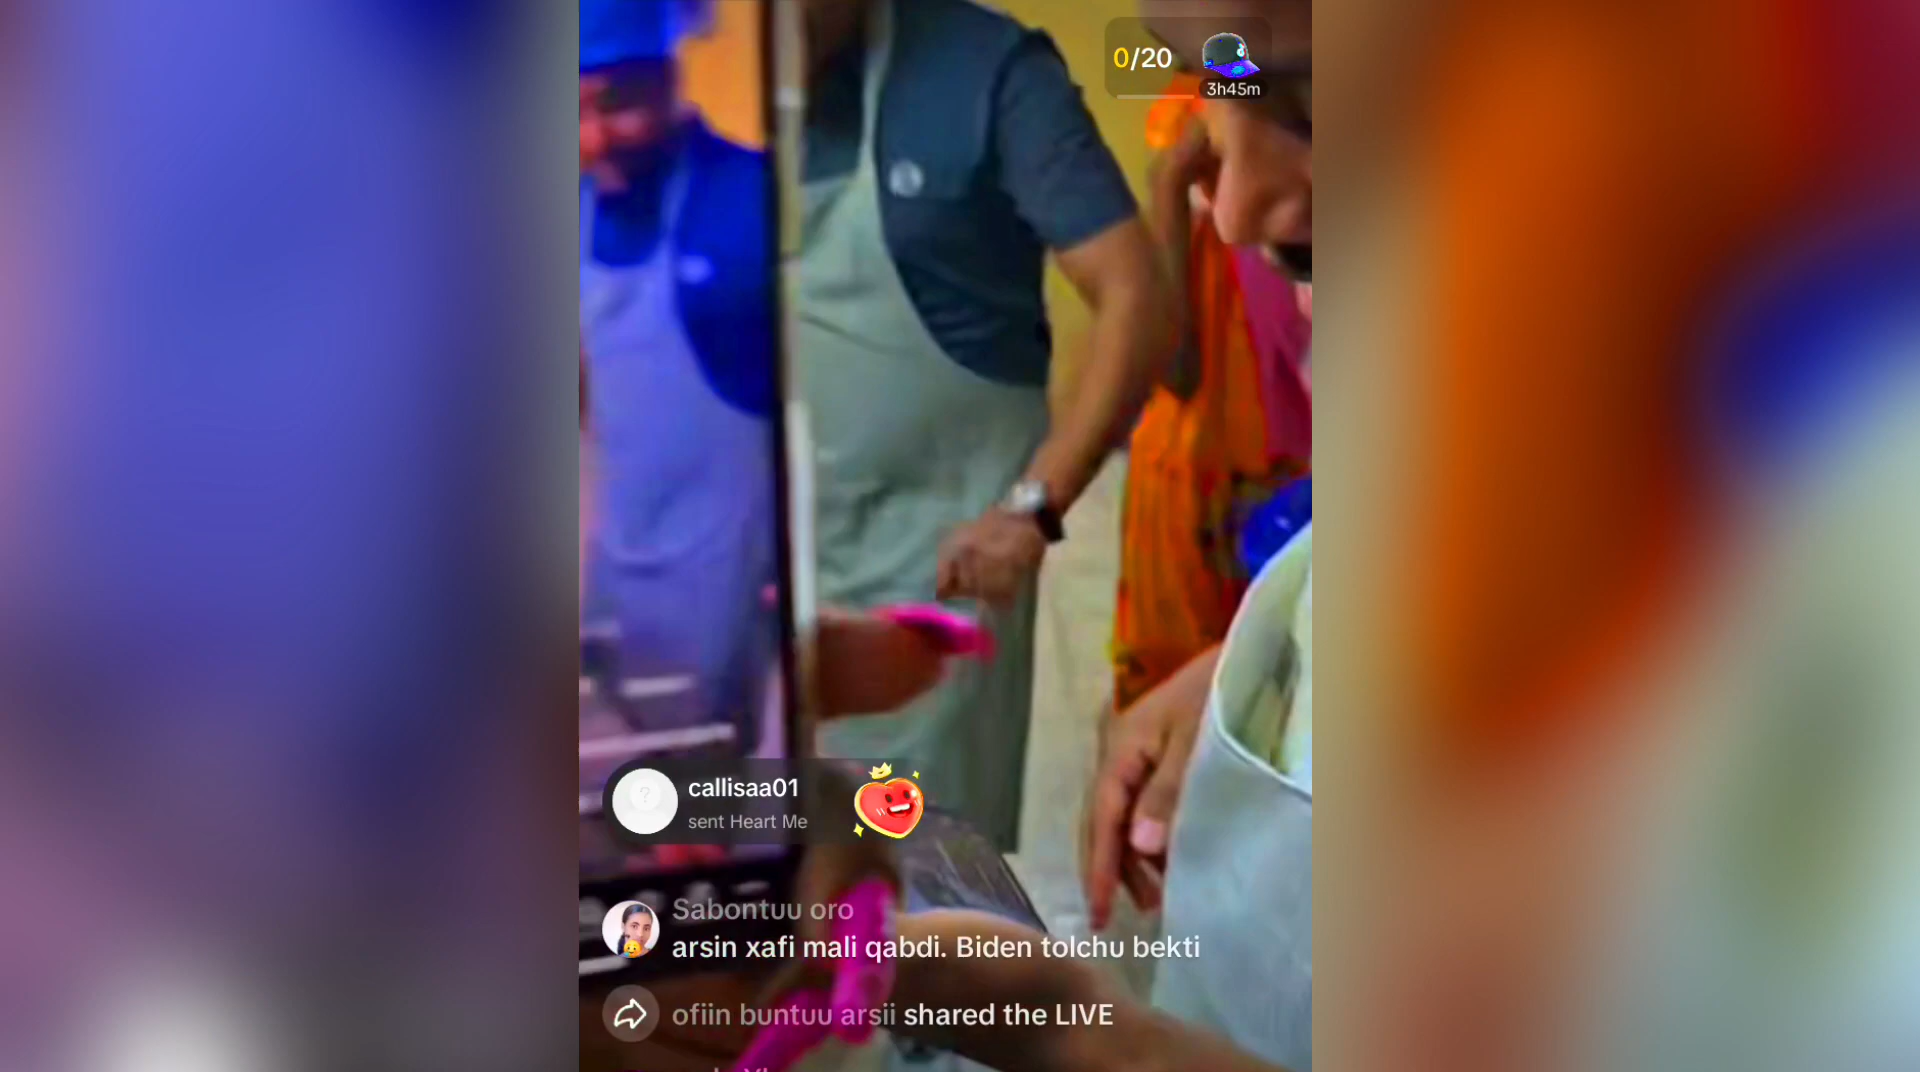 0/20
3h45m
callisaa01
sent Heart Me
Sabontuu oro
arsin xafi mali qabdi. Biden tolchu bekti
ofiin buntuu arsii shared the LIVE